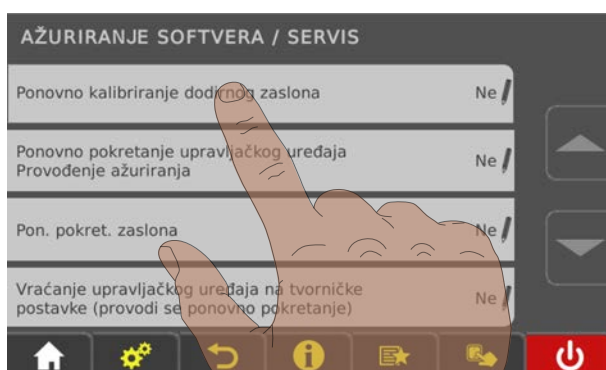 AŽURIRANJE SOFTVERA / SERVIS
Ponovno kalibriranje dodirnog zaslona Ne
Ponovno pokretanje upravljačkog uređaja
Provođenje ažuriranja Ne
Pon. pokret. zaslona Ne
Vraćanje upravljačkog uređaja na tvorničke
postavke (provodi se ponovno pokretanje) Ne